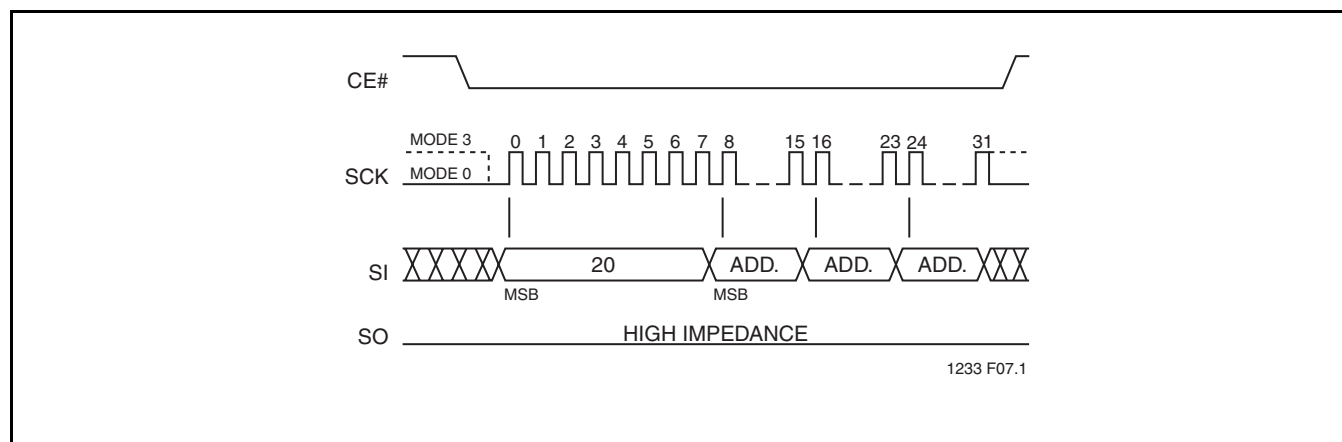 CE#
MODE 3
0 1 2 3 4 5 6 7 8 15 16 23 24 31
SCK
MODE 0
SI
20 ADD. ADD. ADD.
MSB MSB
SO HIGH IMPEDANCE
1233 F07.1